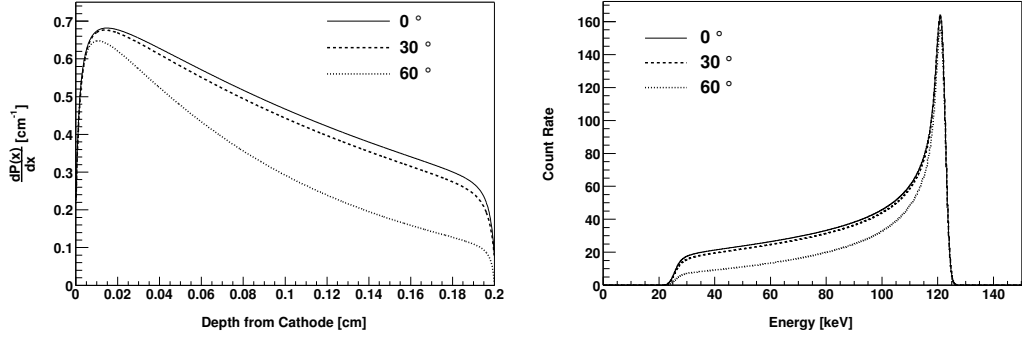 dP(x)
dx
[cm⁻¹]
0.7
0.6
0.5
0.4
0.3
0.2
0.1
0
0 °
30 °
60 °
0 0.02 0.04 0.06 0.08 0.1 0.12 0.14 0.16 0.18 0.2
Depth from Cathode [cm]
Count Rate
160
140
120
100
80
60
40
20
0
0 °
30 °
60 °
0 20 40 60 80 100 120 140
Energy [keV]